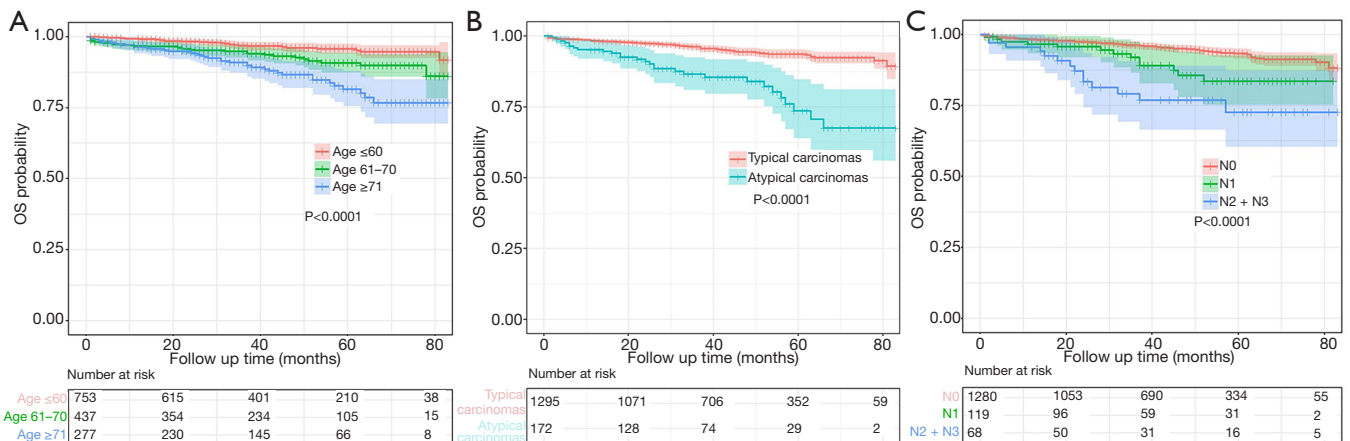 A
1.00
0.75
0.50
0.25
0.00
OS probability
Age ≤60
Age 61–70
Age ≥71
P<0.0001
0 20 40 60 80
Follow up time (months)
Number at risk
Age ≤60 753 615 401 210 38
Age 61–70 437 354 234 105 15
Age ≥71 277 230 145 66 8
B
1.00
0.75
0.50
0.25
0.00
OS probability
Typical carcinomas
Atypical carcinomas
P<0.0001
0 20 40 60 80
Follow up time (months)
Number at risk
Typical
carcinomas
1295 1071 706 352 59
Atypical
carcinomas
172 128 74 29 2
C
1.00
0.75
0.50
0.25
0.00
OS probability
N0
N1
N2 + N3
P<0.0001
0 20 40 60 80
Follow up time (months)
Number at risk
N0 1280 1053 690 334 55
N1 119 96 59 31 2
N2 + N3 68 50 31 16 5